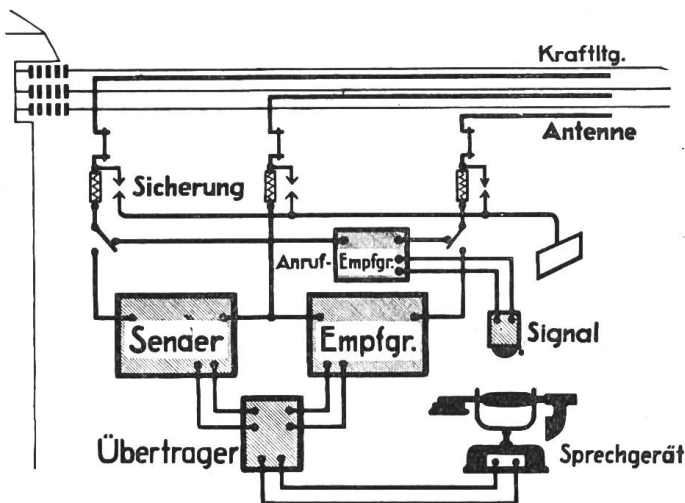 Kraftltg.
Antenne
Sicherung
Anruf- Empfgr.
Sender
Empfgr.
Signal
Übertrager
Sprechgerät